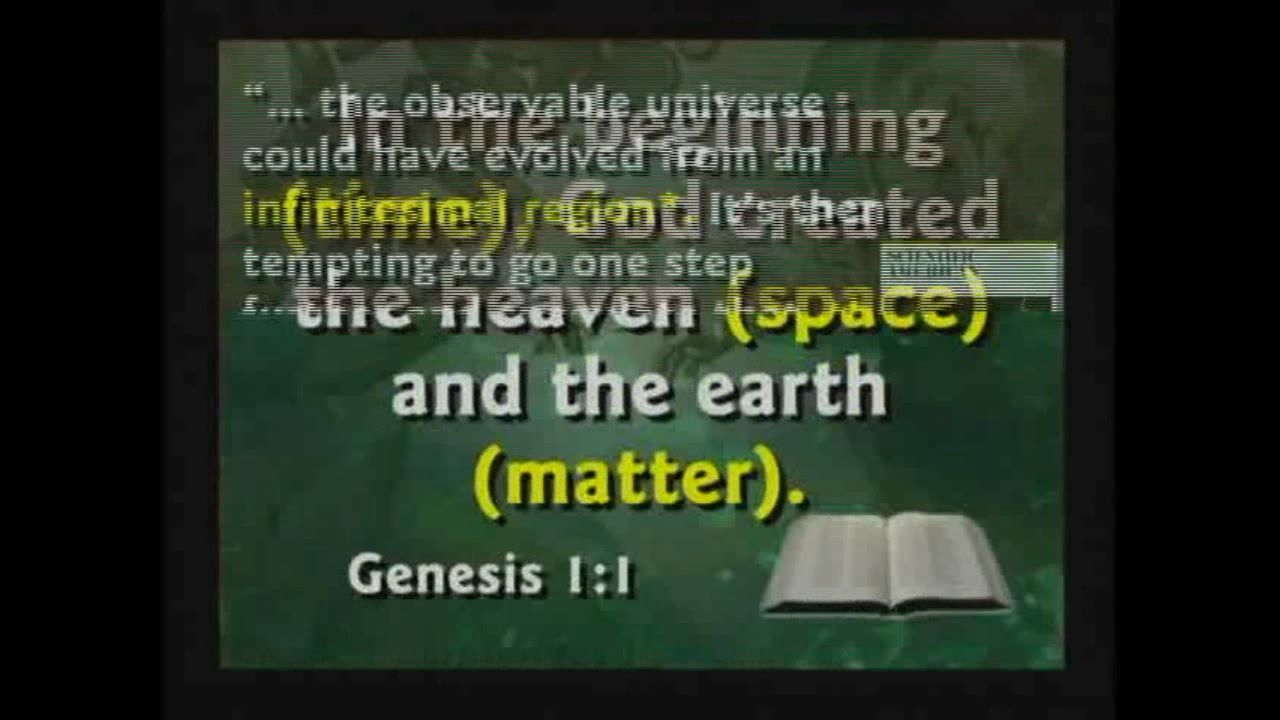 "... the observable universe
could have evolved from an
infinitesimal region". It's then
tempting to go one step
In the beginning
(time), God created
the heaven (space)
and the earth
(matter).
Genesis 1:1
SCIENTIFIC